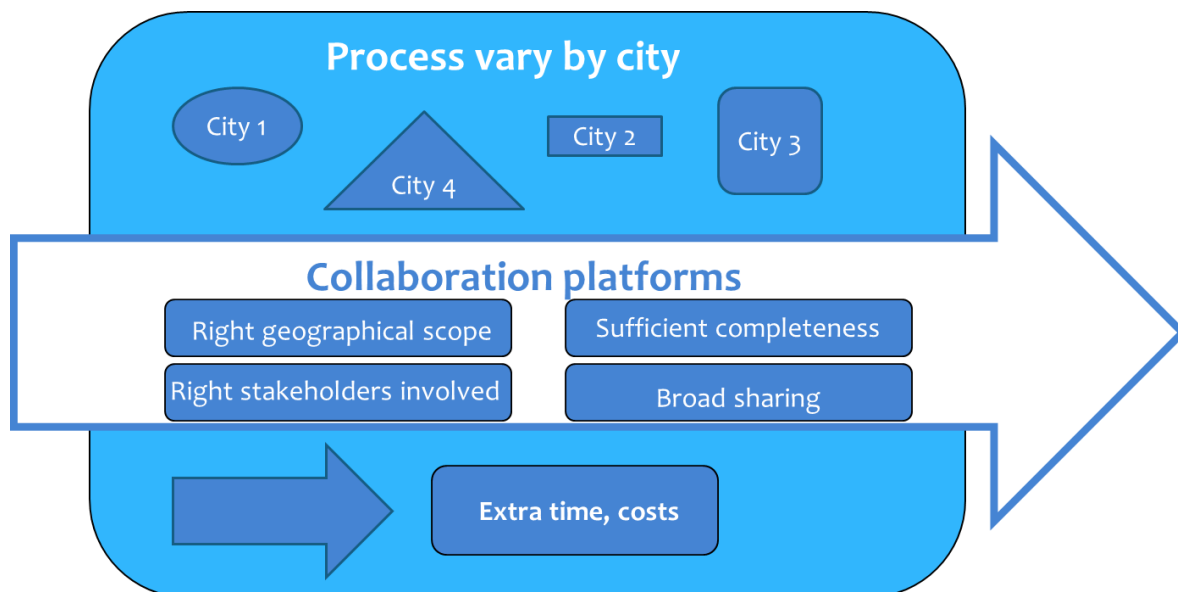 Process vary by city
City 1
City 4
City 2
City 3
Collaboration platforms
Right geographical scope
Sufficient completeness
Right stakeholders involved
Broad sharing
Extra time, costs